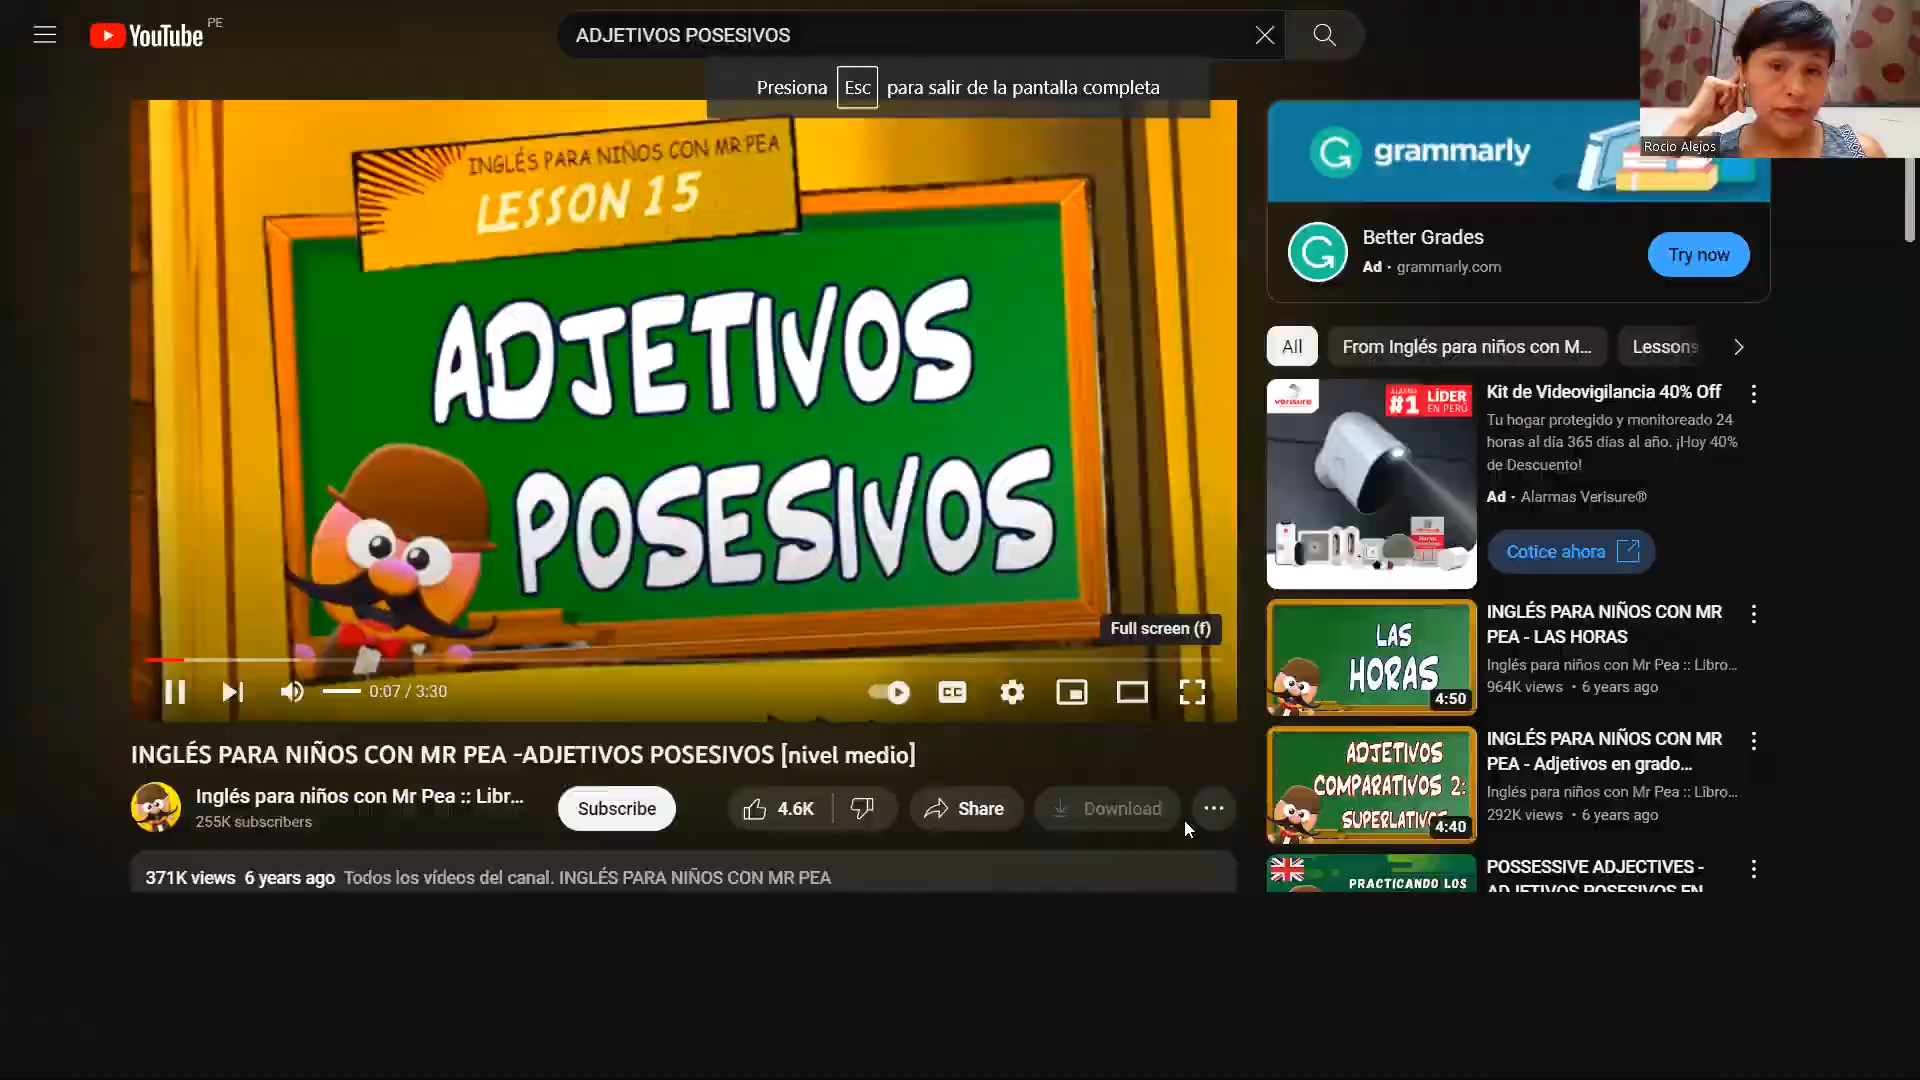 YouTube PE
ADJETIVOS POSESIVOS
Presiona Esc para salir de la pantalla completa
Rocio Alejos
INGLÉS PARA NIÑOS CON MR PEA
LESSON 15
ADJETIVOS
POSESIVOS
Full screen (f)
0:07 / 3:30
CC
INGLÉS PARA NIÑOS CON MR PEA -ADJETIVOS POSESIVOS [nivel medio]
Inglés para niños con Mr Pea :: Libr...
255K subscribers
Subscribe
4.6K
Share
Download
371K views 6 years ago Todos los vídeos del canal. INGLÉS PARA NIÑOS CON MR PEA
grammarly
Better Grades
Ad · grammarly.com
Try now
All
From Inglés para niños con M...
Lessons
verisure
ALARMA
#1 LÍDER
EN PERÚ
Kit de Videovigilancia 40% Off
Tu hogar protegido y monitoreado 24
horas al día 365 días al año. ¡Hoy 40%
de Descuento!
Ad · Alarmas Verisure®
Cotice ahora
LAS
HORAS
4:50
INGLÉS PARA NIÑOS CON MR
PEA - LAS HORAS
Inglés para niños con Mr Pea :: Libro...
964K views · 6 years ago
ADJETIVOS
COMPARATIVOS 2:
SUPERLATIVOS
4:40
INGLÉS PARA NIÑOS CON MR
PEA - Adjetivos en grado...
Inglés para niños con Mr Pea :: Libro...
292K views · 6 years ago
PRACTICANDO LOS
POSSESSIVE ADJECTIVES -
ADJETIVOS POSESIVOS EN